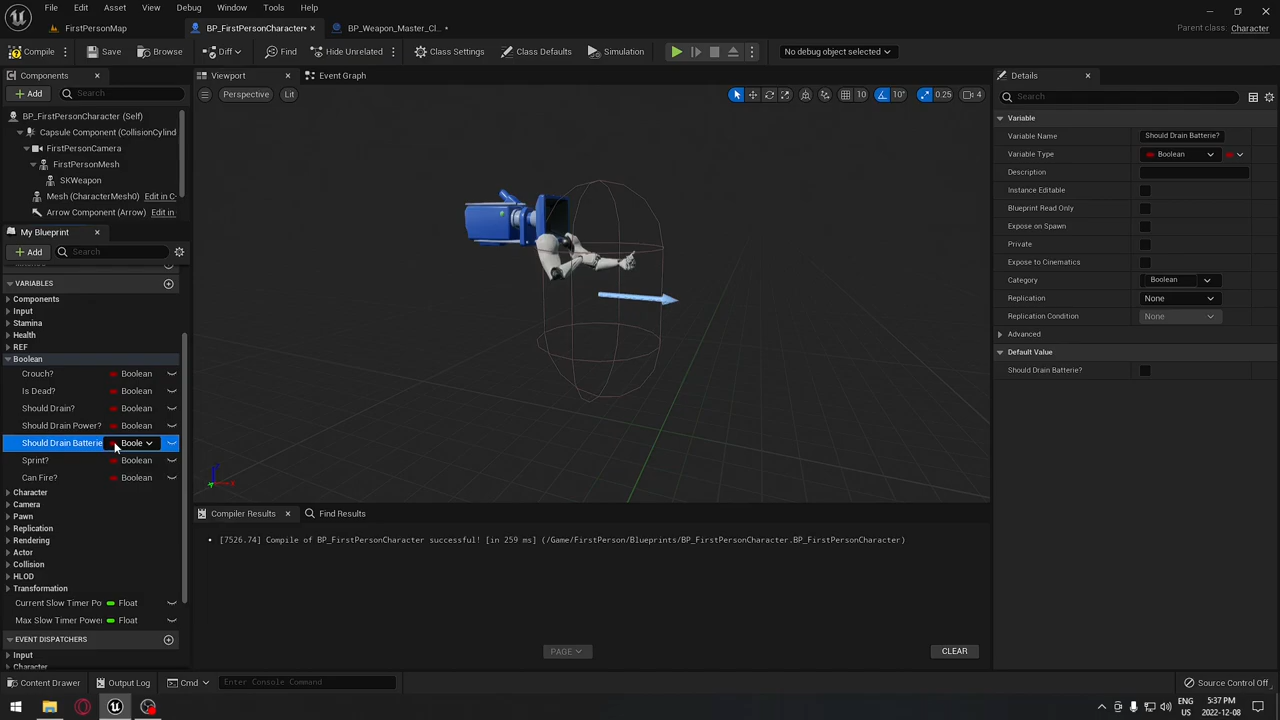 File Edit Asset View Debug Window Tools Help
FirstPersonMap
BP_FirstPersonCharacter*
BP_Weapon_Master_Cl...
Parent class: Character
Compile
Save
Browse
Diff
Find
Hide Unrelated
Class Settings
Class Defaults
Simulation
No debug object selected
Components
Add
Search
BP_FirstPersonCharacter (Self)
Capsule Component (CollisionCylind
FirstPersonCamera
FirstPersonMesh
SKWeapon
Mesh (CharacterMesh0) Edit in C
Arrow Component (Arrow) Edit in
My Blueprint
Add
Search
VARIABLES
Components
Input
Stamina
Health
REF
Boolean
Crouch? Boolean
Is Dead? Boolean
Should Drain? Boolean
Should Drain Power? Boolean
Should Drain Batterie Boole
Sprint? Boolean
Can Fire? Boolean
Character
Camera
Pawn
Replication
Rendering
Actor
Collision
HLOD
Transformation
Current Slow Timer Po Float
Max Slow Timer Power Float
EVENT DISPATCHERS
Input
Character
Viewport
Event Graph
Perspective
Lit
10
10°
0.25
4
Compiler Results
Find Results
[7526.74] Compile of BP_FirstPersonCharacter successful! [in 259 ms] (/Game/FirstPerson/Blueprints/BP_FirstPersonCharacter.BP_FirstPersonCharacter)
PAGE
CLEAR
Details
Search
Variable
Variable Name Should Drain Batterie?
Variable Type Boolean
Description
Instance Editable
Blueprint Read Only
Expose on Spawn
Private
Expose to Cinematics
Category Boolean
Replication None
Replication Condition None
Advanced
Default Value
Should Drain Batterie?
Content Drawer
Output Log
Cmd
Enter Console Command
Source Control Off
ENG
US
5:37 PM
2022-12-08